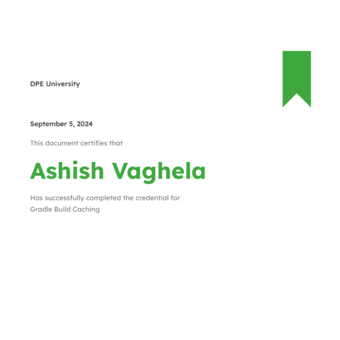 DPE University
September 5, 2024
This document certifies that
Ashish Vaghela
Has successfully completed the credential for
Gradle Build Caching